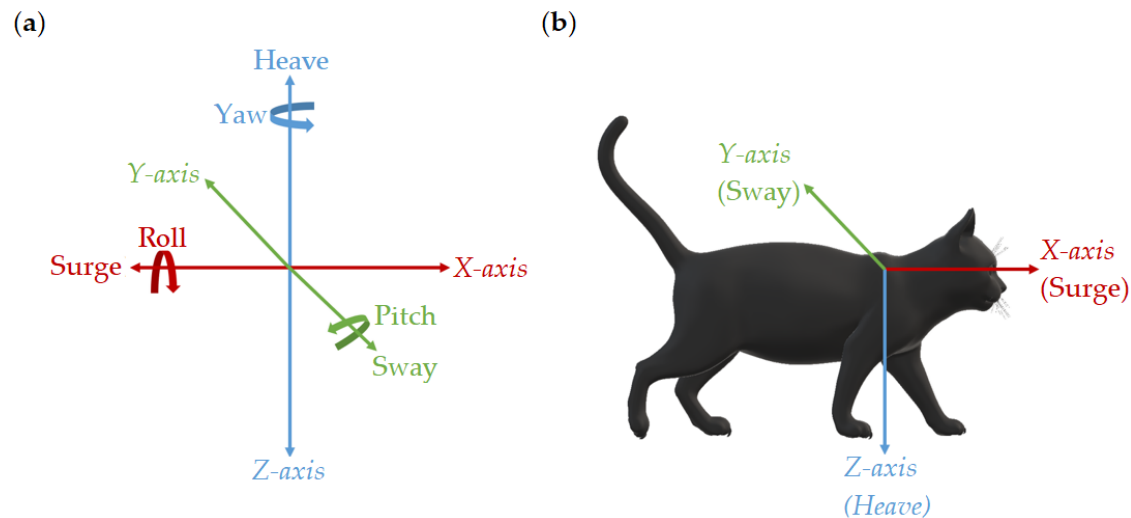 (a)
Heave
Yaw
Y-axis
Roll
Surge
X-axis
Pitch
Sway
Z-axis
(b)
Y-axis
(Sway)
X-axis
(Surge)
Z-axis
(Heave)